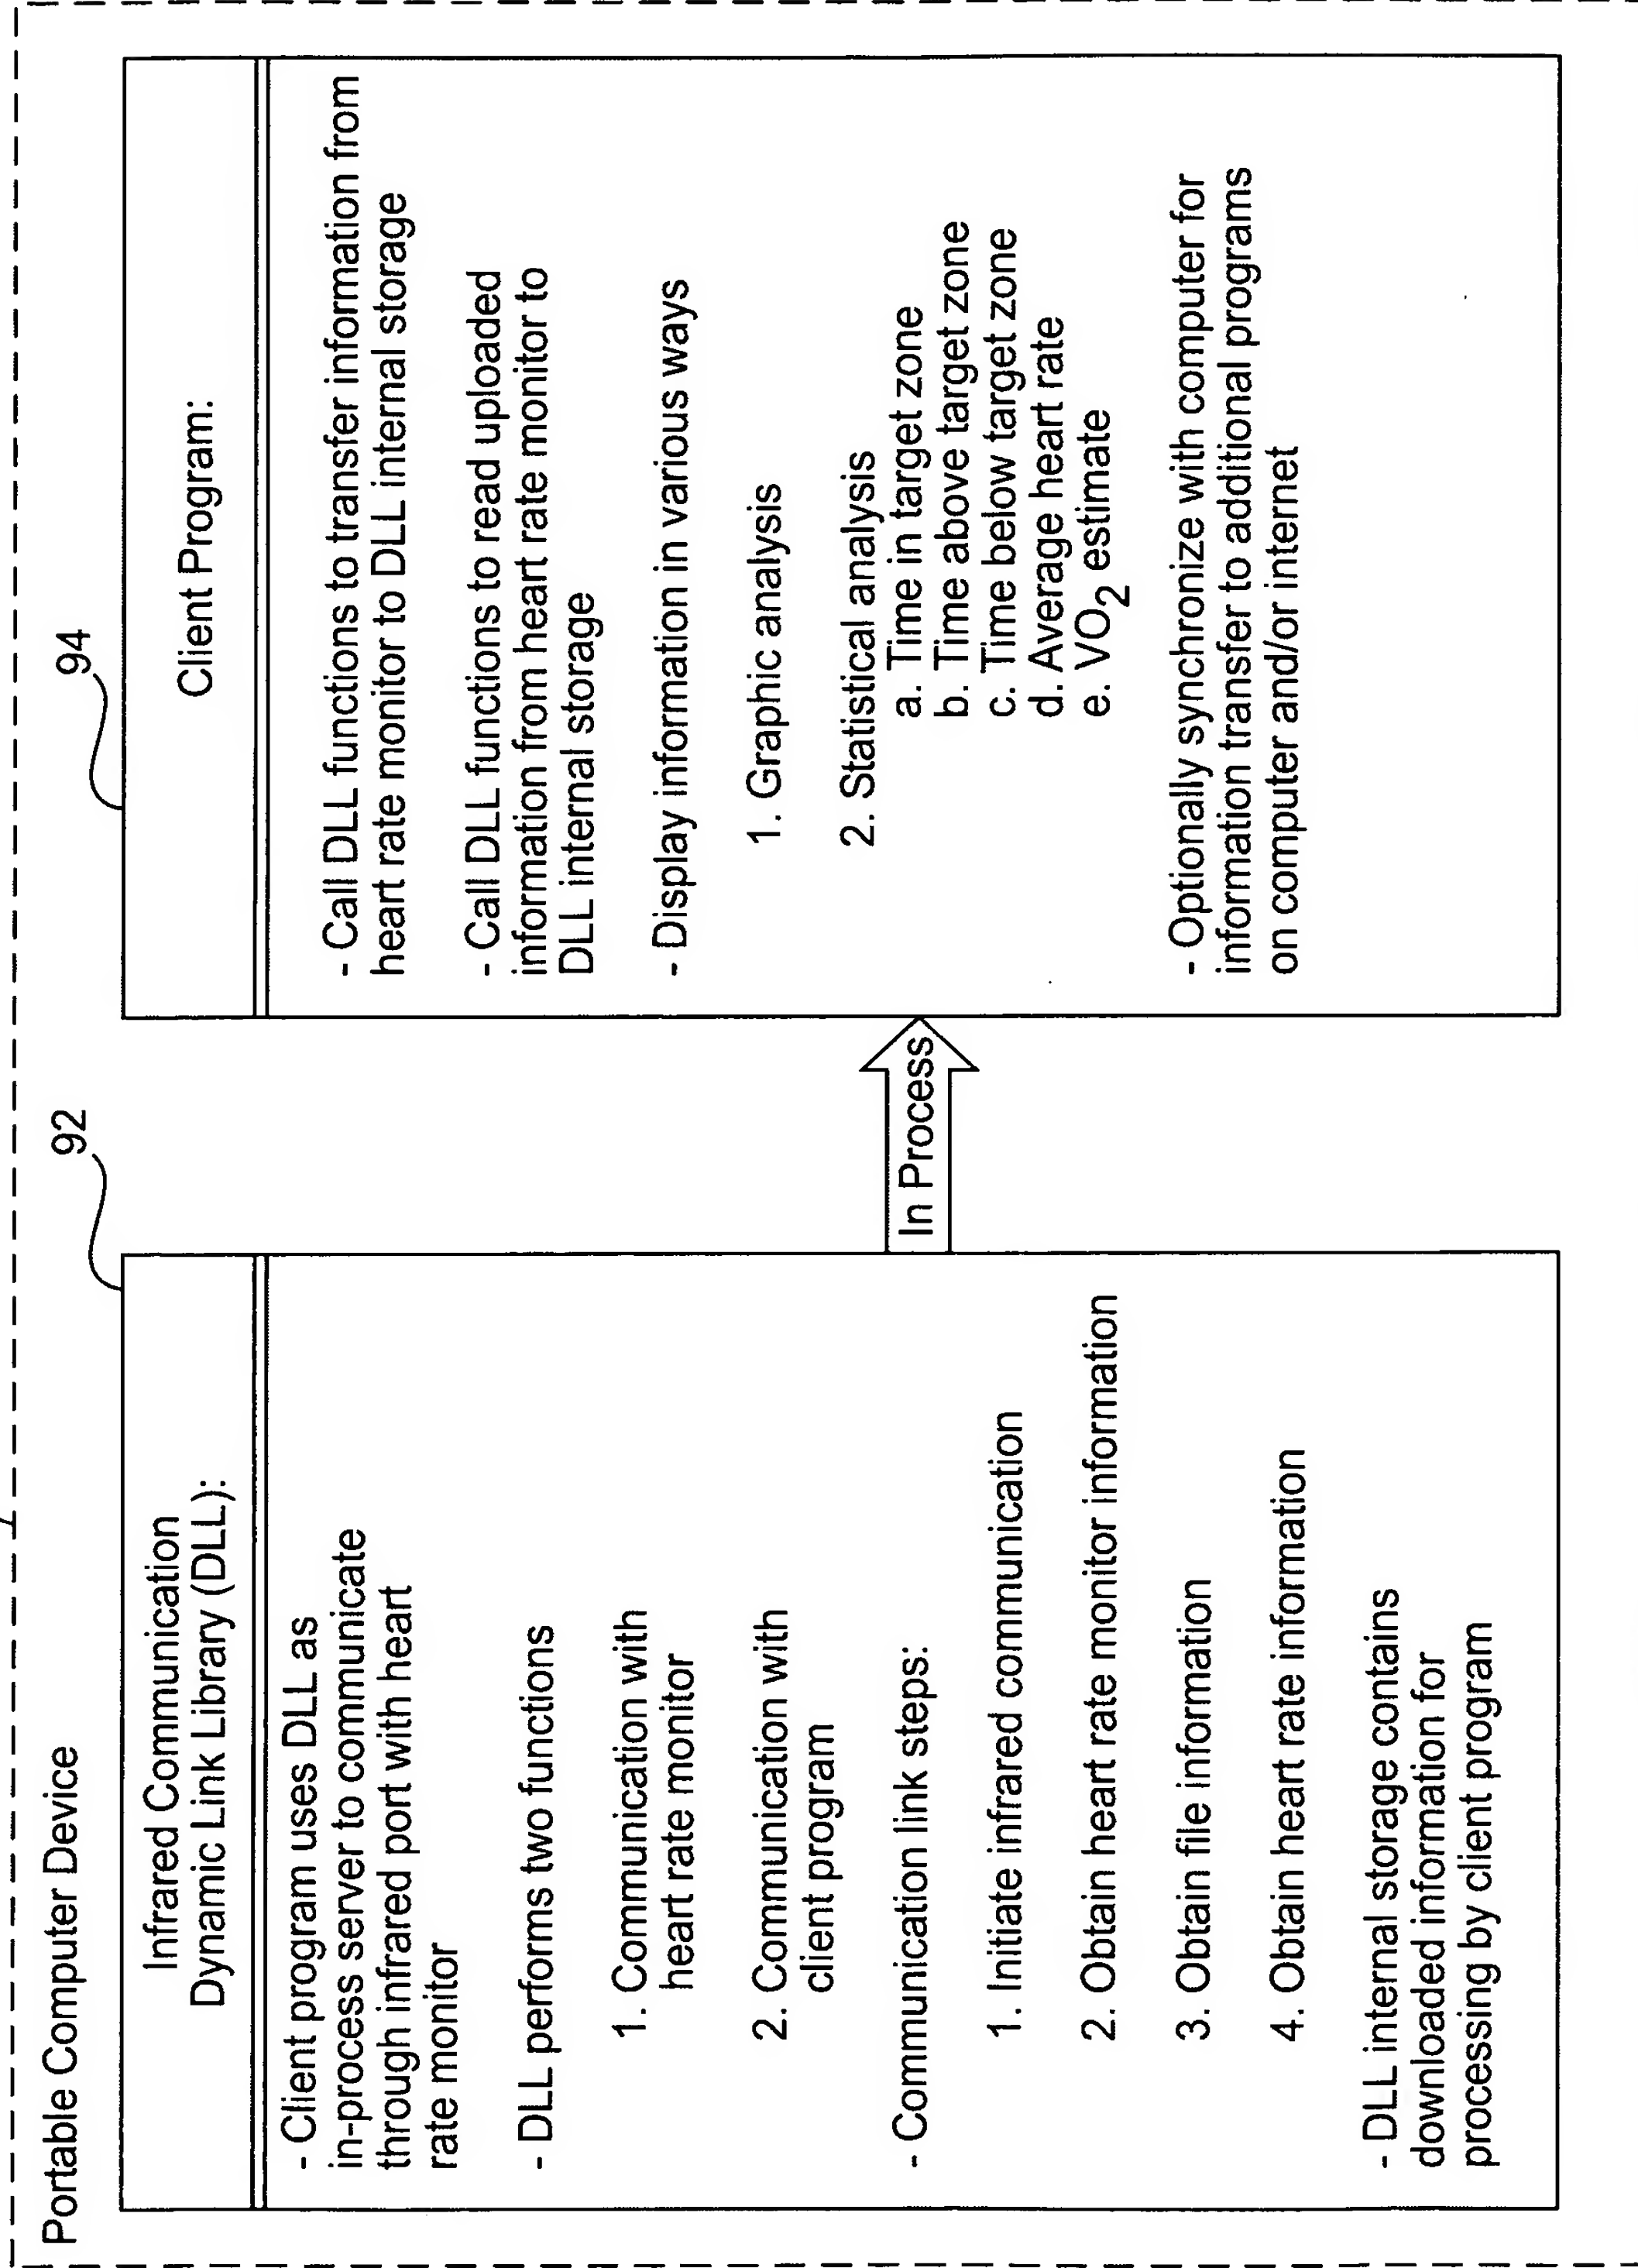 Portable Computer Device
92
Infrared Communication
Dynamic Link Library (DLL):
- Client program uses DLL as
in-process server to communicate
through infrared port with heart
rate monitor
- DLL performs two functions
1. Communication with
heart rate monitor
2. Communication with
client program
- Communication link steps:
1. Initiate infrared communication
2. Obtain heart rate monitor information
3. Obtain file information
4. Obtain heart rate information
- DLL internal storage contains
downloaded information for
processing by client program
In Process
94
Client Program:
- Call DLL functions to transfer information from
heart rate monitor to DLL internal storage
- Call DLL functions to read uploaded
information from heart rate monitor to
DLL internal storage
- Display information in various ways
1. Graphic analysis
2. Statistical analysis
a. Time in target zone
b. Time above target zone
c. Time below target zone
d. Average heart rate
e. VO2 estimate
- Optionally synchronize with computer for
information transfer to additional programs
on computer and/or internet